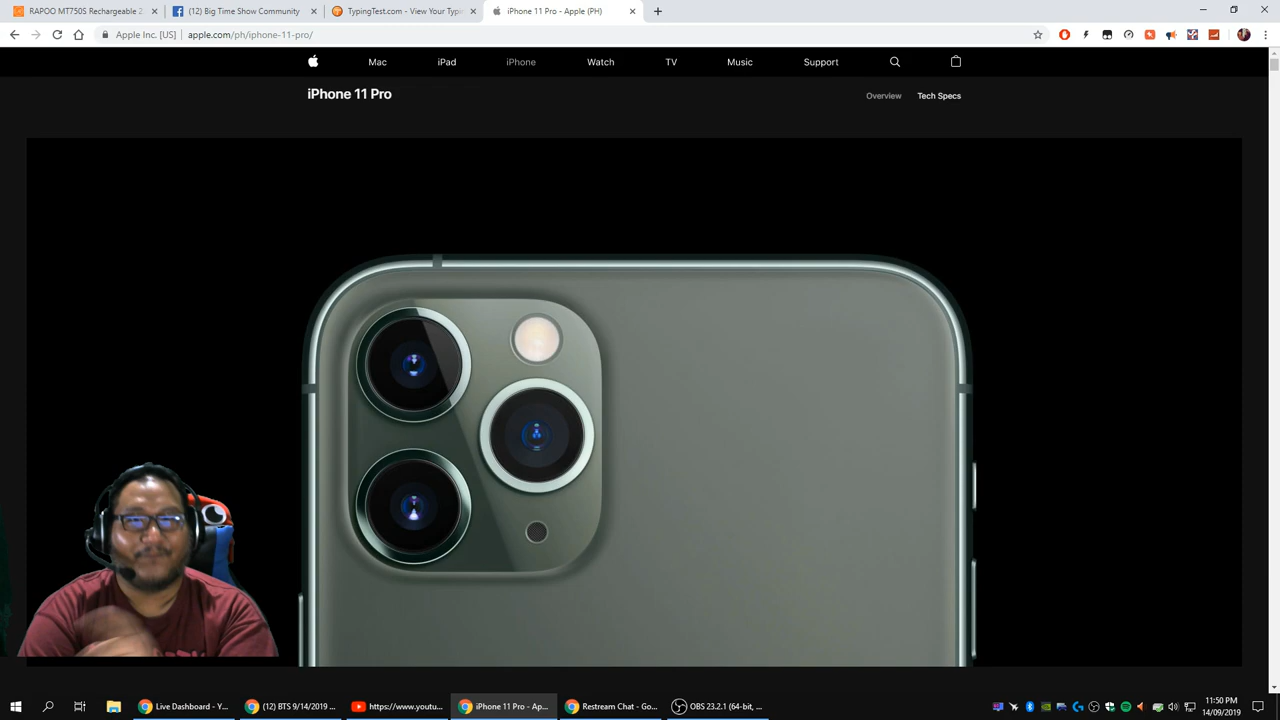 RAPOO MT750S Rechargeable 2
(12) Big Time Show Community
TypingTest.com - View Your Type
iPhone 11 Pro - Apple (PH)
Apple Inc. [US]
apple.com/ph/iphone-11-pro/
Mac
iPad
iPhone
Watch
TV
Music
Support
iPhone 11 Pro
Overview
Tech Specs
Live Dashboard - Y...
(12) BTS 9/14/2019 ...
https://www.youtu...
iPhone 11 Pro - Ap...
Restream Chat - Go...
OBS 23.2.1 (64-bit, ...
11:50 PM
14/09/2019